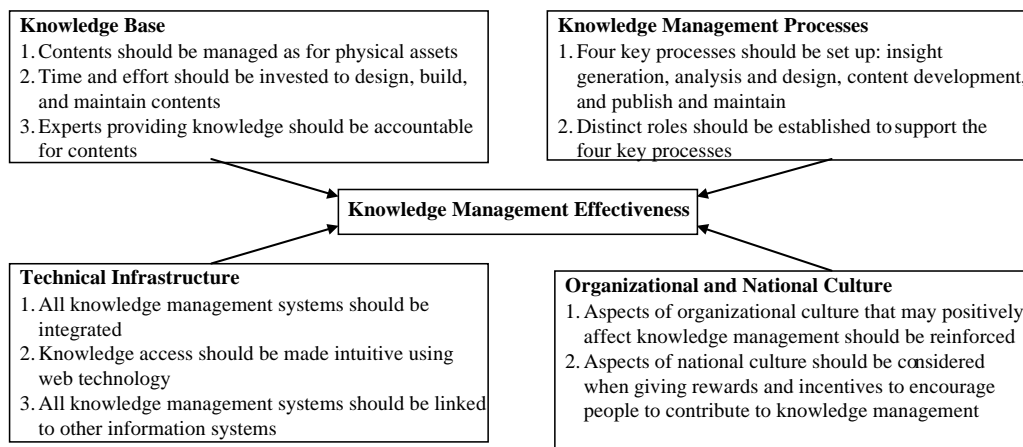 Knowledge Base
1. Contents should be managed as for physical assets
2. Time and effort should be invested to design, build,
and maintain contents
3. Experts providing knowledge should be accountable
for contents
Knowledge Management Processes
1. Four key processes should be set up: insight
generation, analysis and design, content development,
and publish and maintain
2. Distinct roles should be established to support the
four key processes
Knowledge Management Effectiveness
Technical Infrastructure
1. All knowledge management systems should be
integrated
2. Knowledge access should be made intuitive using
web technology
3. All knowledge management systems should be linked
to other information systems
Organizational and National Culture
1. Aspects of organizational culture that may positively
affect knowledge management should be reinforced
2. Aspects of national culture should be considered
when giving rewards and incentives to encourage
people to contribute to knowledge management